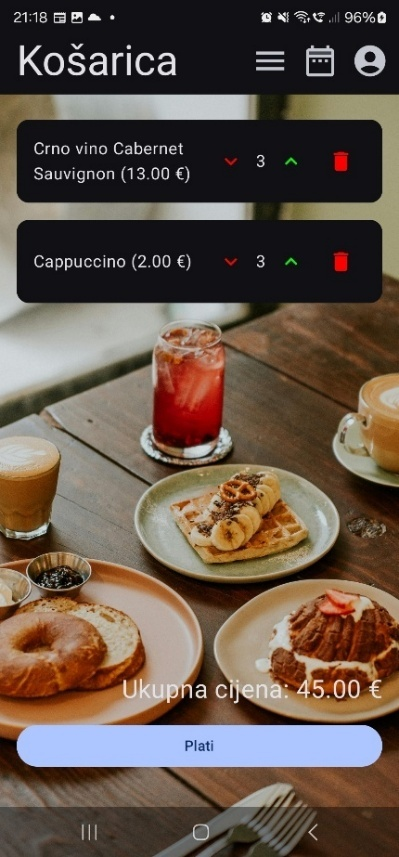 21:18 96%
Košarica
Crno vino Cabernet
Sauvignon (13.00 €)
3
Cappuccino (2.00 €)
3
Ukupna cijena: 45.00 €
Plati